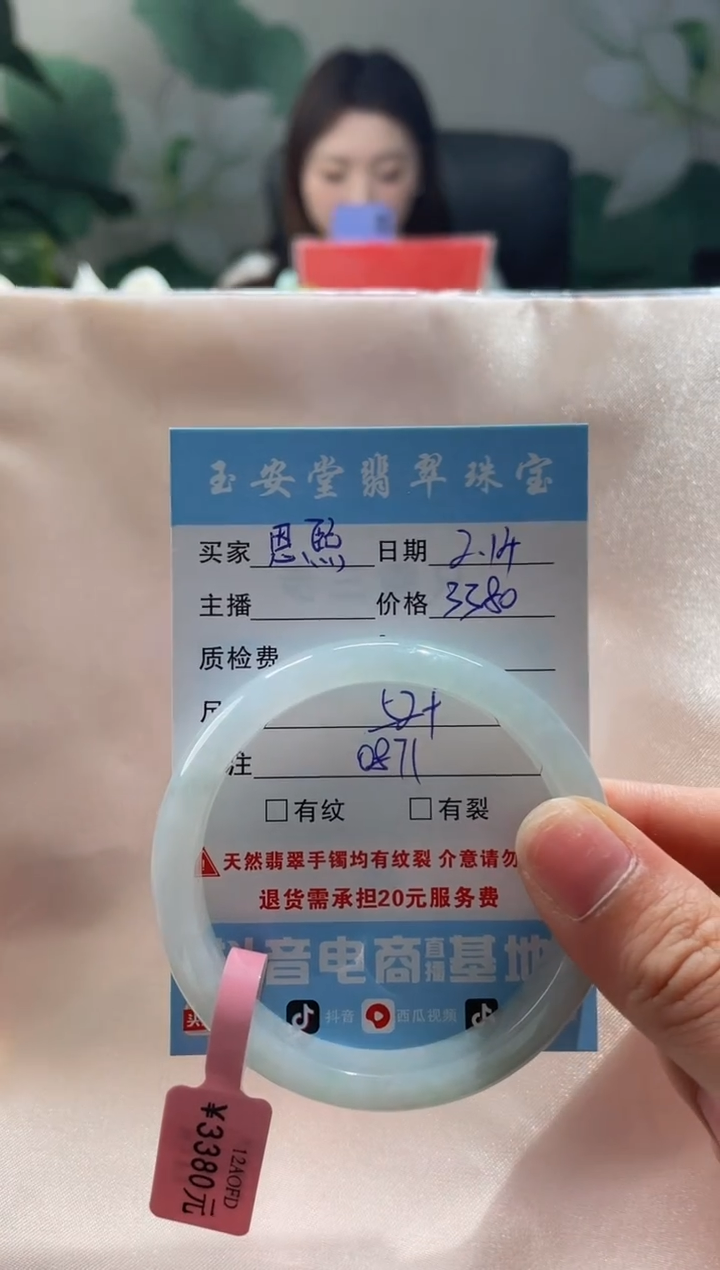 玉安堂翡翠珠宝
买家 恩熙 日期 2.14
主播 价格 3380
质检费
52+
注 0871
□有纹 □有裂
天然翡翠手镯均有纹裂 介意请勿
退货需承担20元服务费
抖音电商直播基地
抖音 西瓜视频
¥3380元
12AOFD